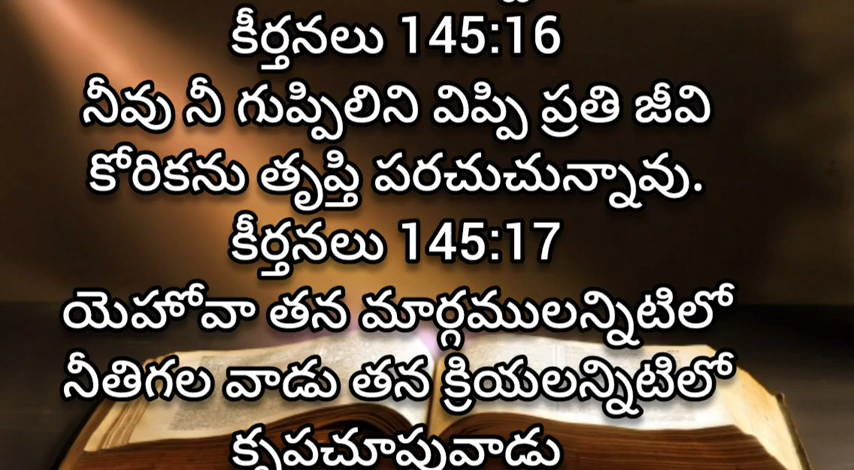 కీర్తనలు 145:16
నీవు నీ గుప్పిలిని విప్పి ప్రతి జీవి
కోరికను తృప్తి పరచుచున్నావు.
కీర్తనలు 145:17
యెహోవా తన మార్గములన్నిటిలో
నీతిగల వాడు తన క్రియలన్నిటిలో
కృపచూపువాడు